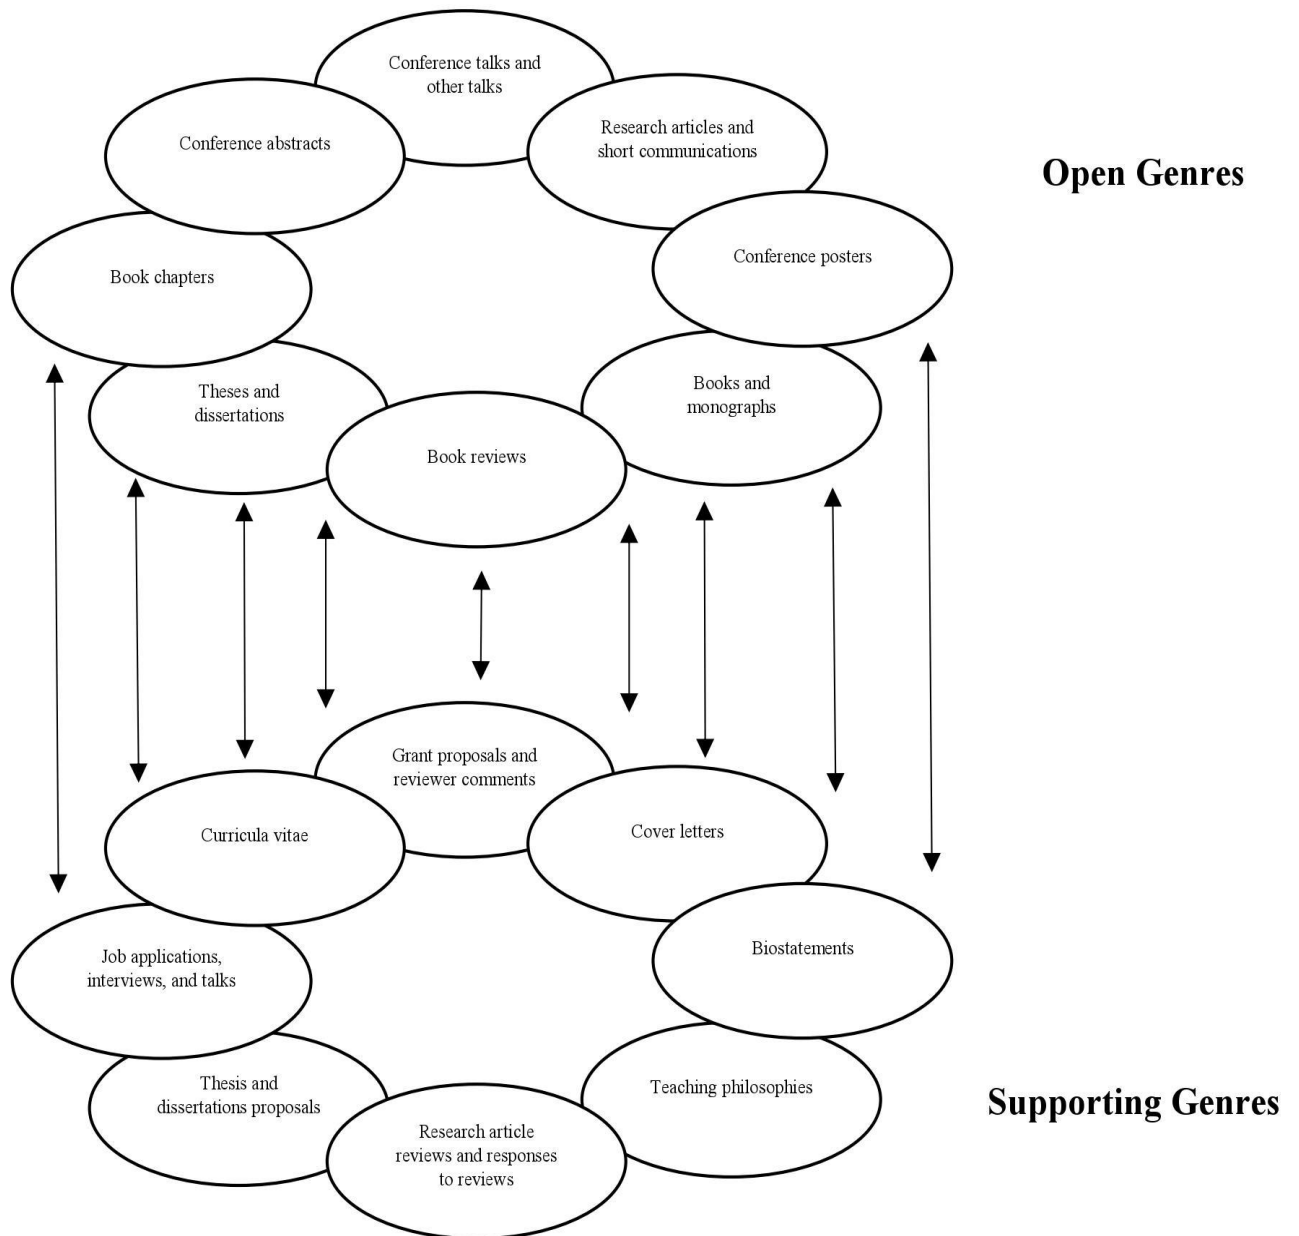 Conference talks and
other talks
Conference abstracts
Research articles and
short communications
Open Genres
Conference posters
Book chapters
Theses and
dissertations
Books and
monographs
Book reviews
Grant proposals and
reviewer comments
Curricula vitae
Cover letters
Biostatements
Job applications,
interviews, and talks
Thesis and
dissertations proposals
Teaching philosophies
Supporting Genres
Research article
reviews and responses
to reviews